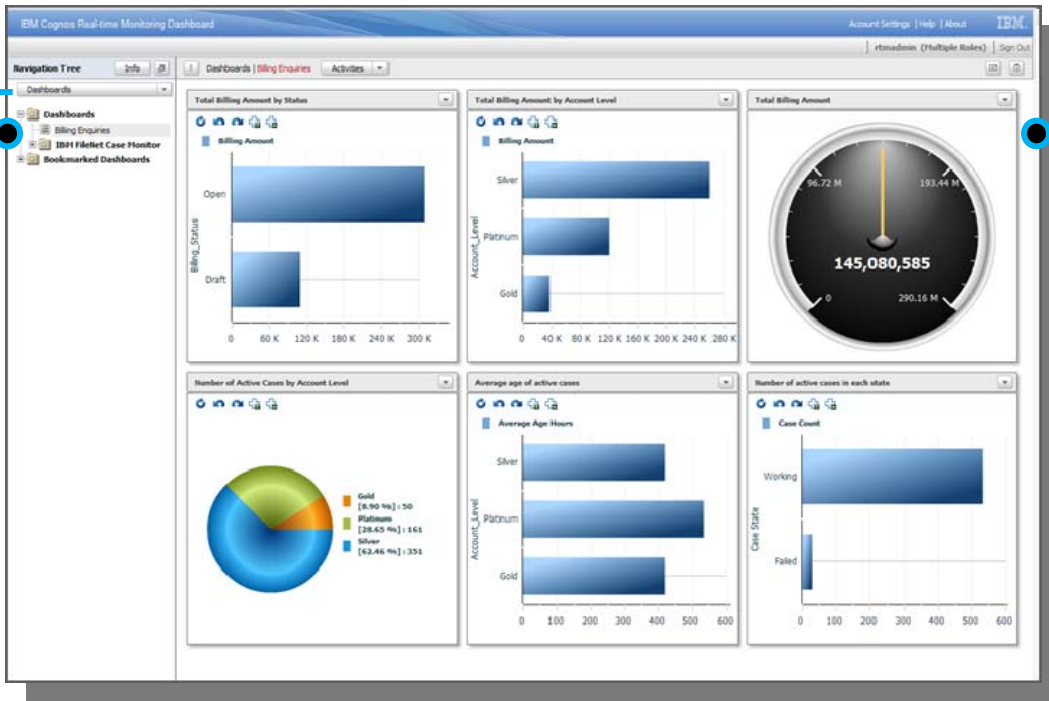 IBM Cognos Real-time Monitoring Dashboard
Account Settings | Help | About
IBM.
rtmadmin (Multiple Roles) | Sign Out
Navigation Tree
Info
Dashboards | Billing Enquiries
Activities
Dashboards
Dashboards
Billing Enquiries
IBM FileNet Case Monitor
Bookmarked Dashboards
Total Billing Amount by Status
Billing Amount
Billing_Status
Open
Draft
0 60 K 120 K 180 K 240 K 300 K
Total Billing Amount: by Account Level
Billing Amount
Account_Level
Silver
Platinum
Gold
0 40 K 80 K 120 K 160 K 200 K 240 K 280 K
Total Billing Amount
96.72 M
193.44 M
145,080,585
0
290.16 M
Number of Active Cases by Account Level
Gold
[8.90 %] : 50
Platinum
[28.65 %] : 161
Silver
[62.46 %] : 351
Average age of active cases
Average Age Hours
Account_Level
Silver
Platinum
Gold
0 100 200 300 400 500 600
Number of active cases in each state
Case Count
Case State
Working
Failed
0 100 200 300 400 500 600